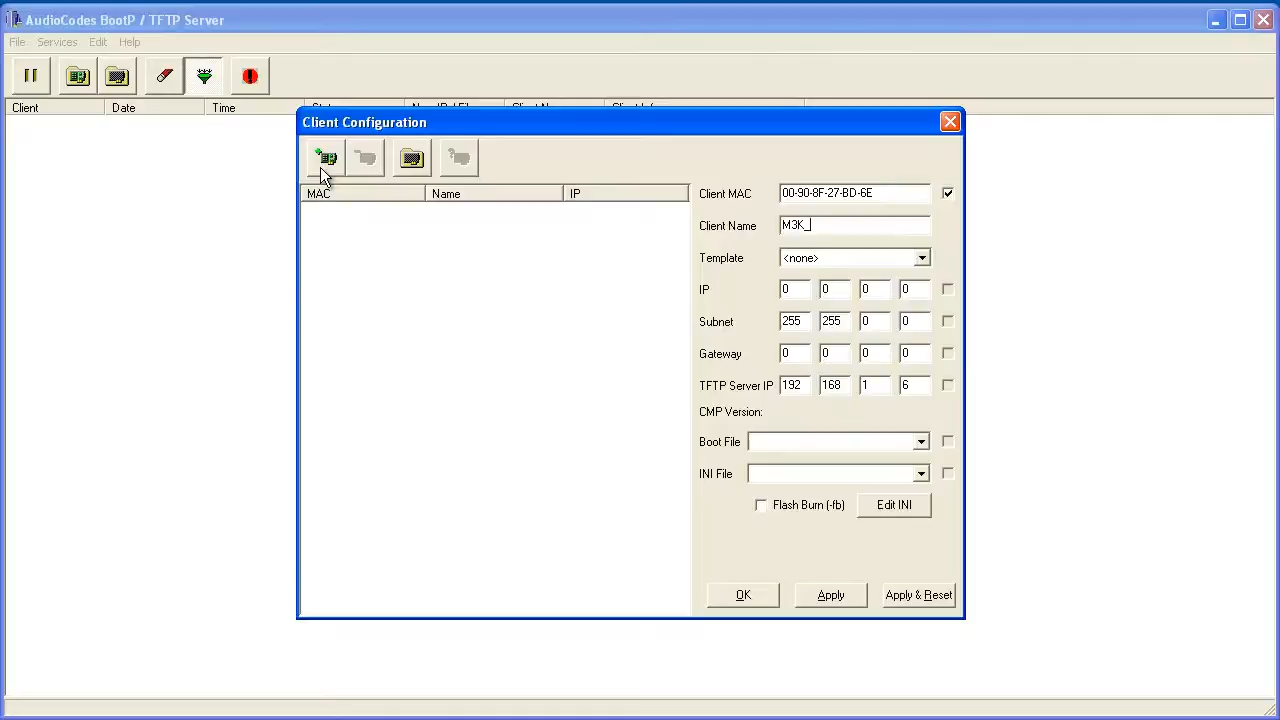 AudioCodes BootP / TFTP Server
File Services Edit Help
Client Date Time
Client Configuration
MAC Name IP
Client MAC 00-90-8F-27-BD-6E
Client Name M3K_
Template <none>
IP 0 0 0 0
Subnet 255 255 0 0
Gateway 0 0 0 0
TFTP Server IP 192 168 1 6
CMP Version:
Boot File
INI File
Flash Burn (-fb) Edit INI
OK Apply Apply & Reset